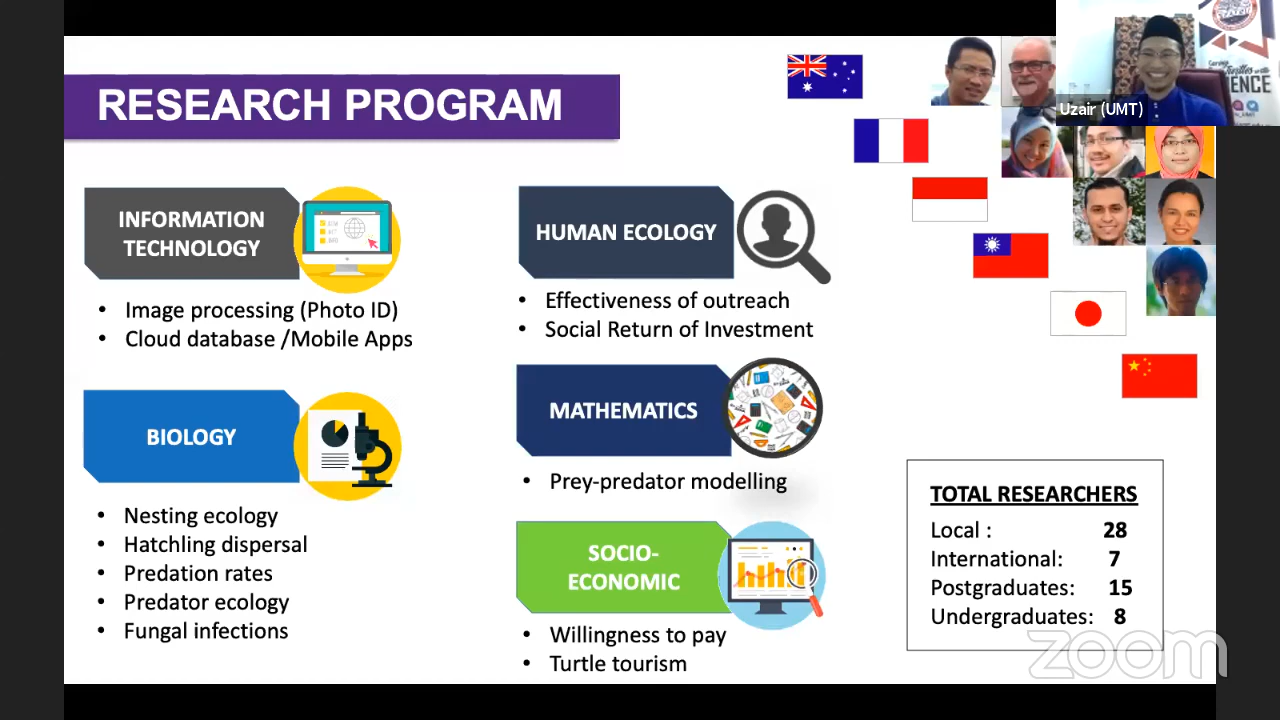 RESEARCH PROGRAM
Uzair (UMT)
INFORMATION
TECHNOLOGY
• Image processing (Photo ID)
• Cloud database /Mobile Apps
BIOLOGY
• Nesting ecology
• Hatchling dispersal
• Predation rates
• Predator ecology
• Fungal infections
HUMAN ECOLOGY
• Effectiveness of outreach
• Social Return of Investment
MATHEMATICS
• Prey-predator modelling
SOCIO-
ECONOMIC
• Willingness to pay
• Turtle tourism
TOTAL RESEARCHERS
Local : 28
International: 7
Postgraduates: 15
Undergraduates: 8
zoom